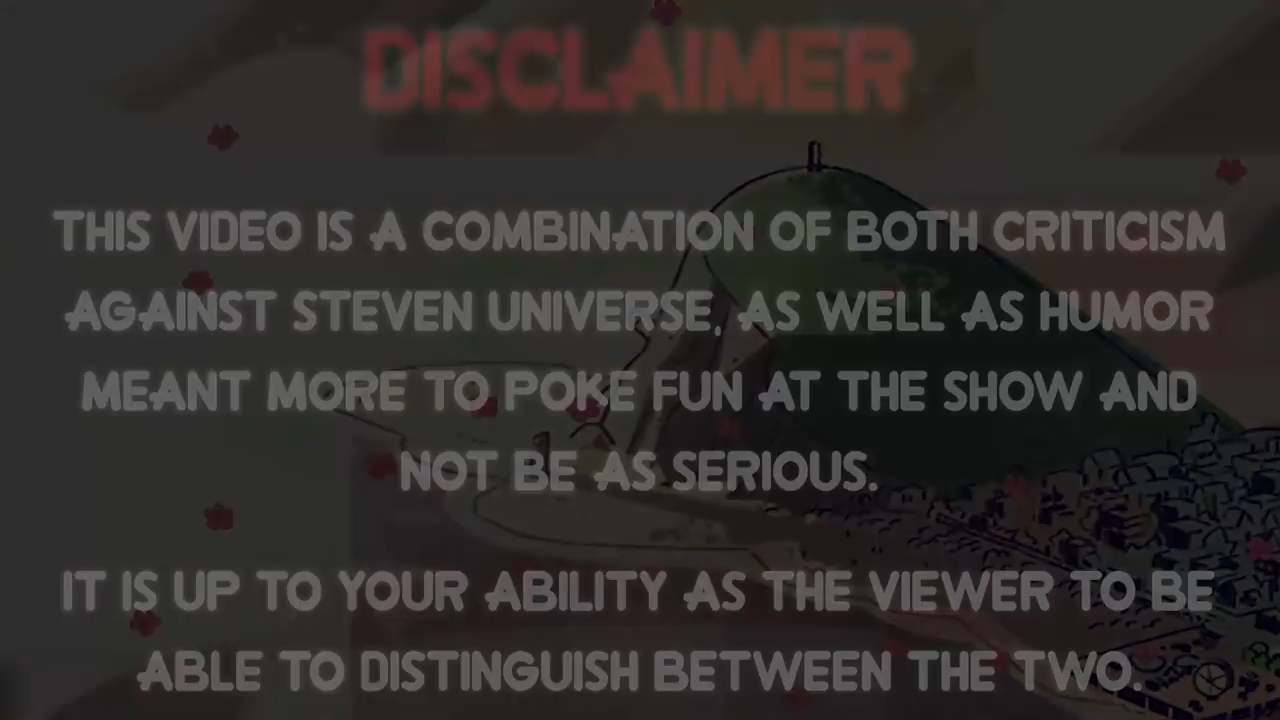 DISCLAIMER
THIS VIDEO IS A COMBINATION OF BOTH CRITICISM
AGAINST STEVEN UNIVERSE, AS WELL AS HUMOR
MEANT MORE TO POKE FUN AT THE SHOW AND
NOT BE AS SERIOUS.
IT IS UP TO YOUR ABILITY AS THE VIEWER TO BE
ABLE TO DISTINGUISH BETWEEN THE TWO.